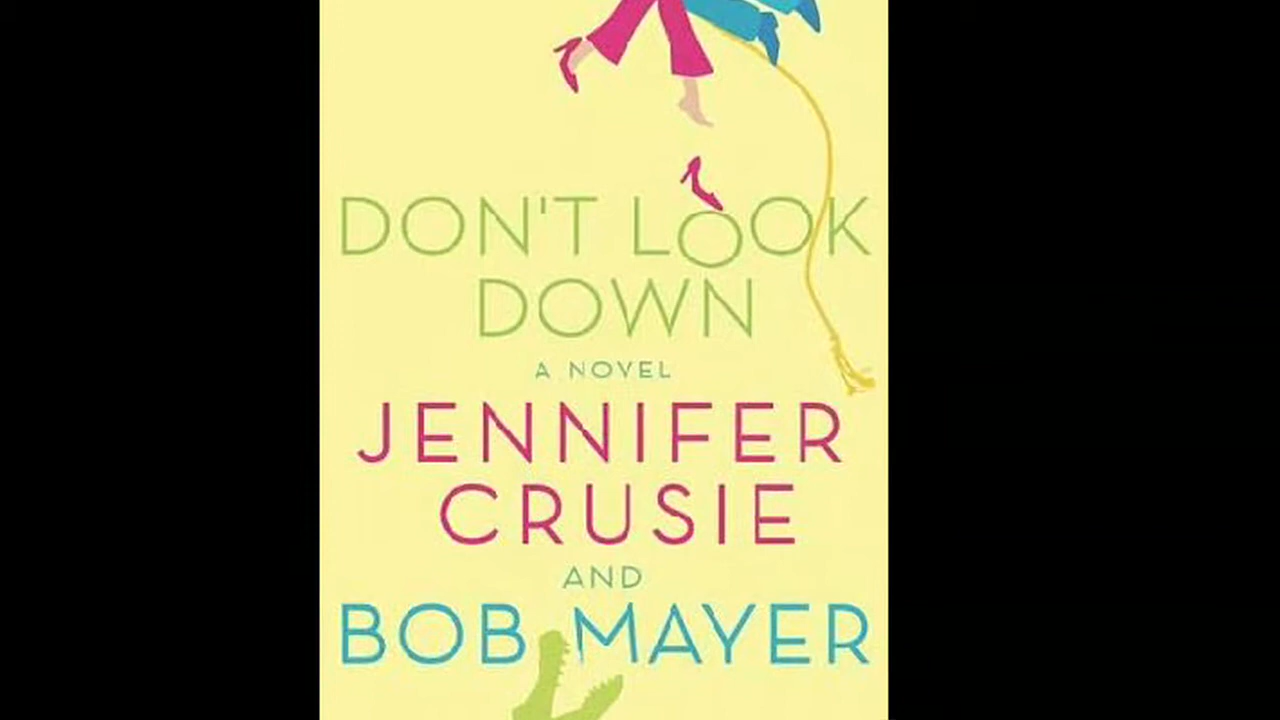 DON'T LOOK
DOWN
A NOVEL
JENNIFER
CRUSIE
AND
BOB MAYER